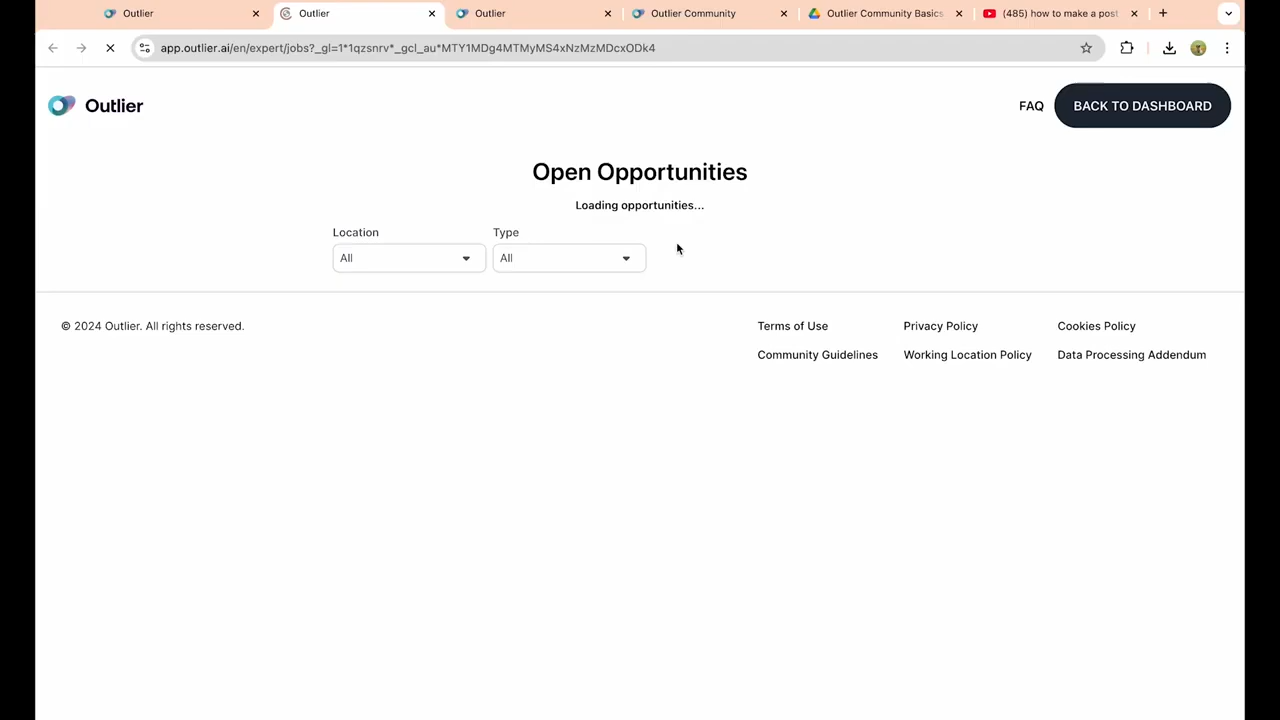 Outlier
Outlier
Outlier
Outlier Community
Outlier Community Basics
(485) how to make a post
app.outlier.ai/en/expert/jobs?_gl=1*1qzsnrv*_gcl_au*MTY1MDg4MTMyMS4xNzMzMDcxODk4
Outlier
FAQ
BACK TO DASHBOARD
Open Opportunities
Loading opportunities...
Location
Type
All
All
© 2024 Outlier. All rights reserved.
Terms of Use
Privacy Policy
Cookies Policy
Community Guidelines
Working Location Policy
Data Processing Addendum